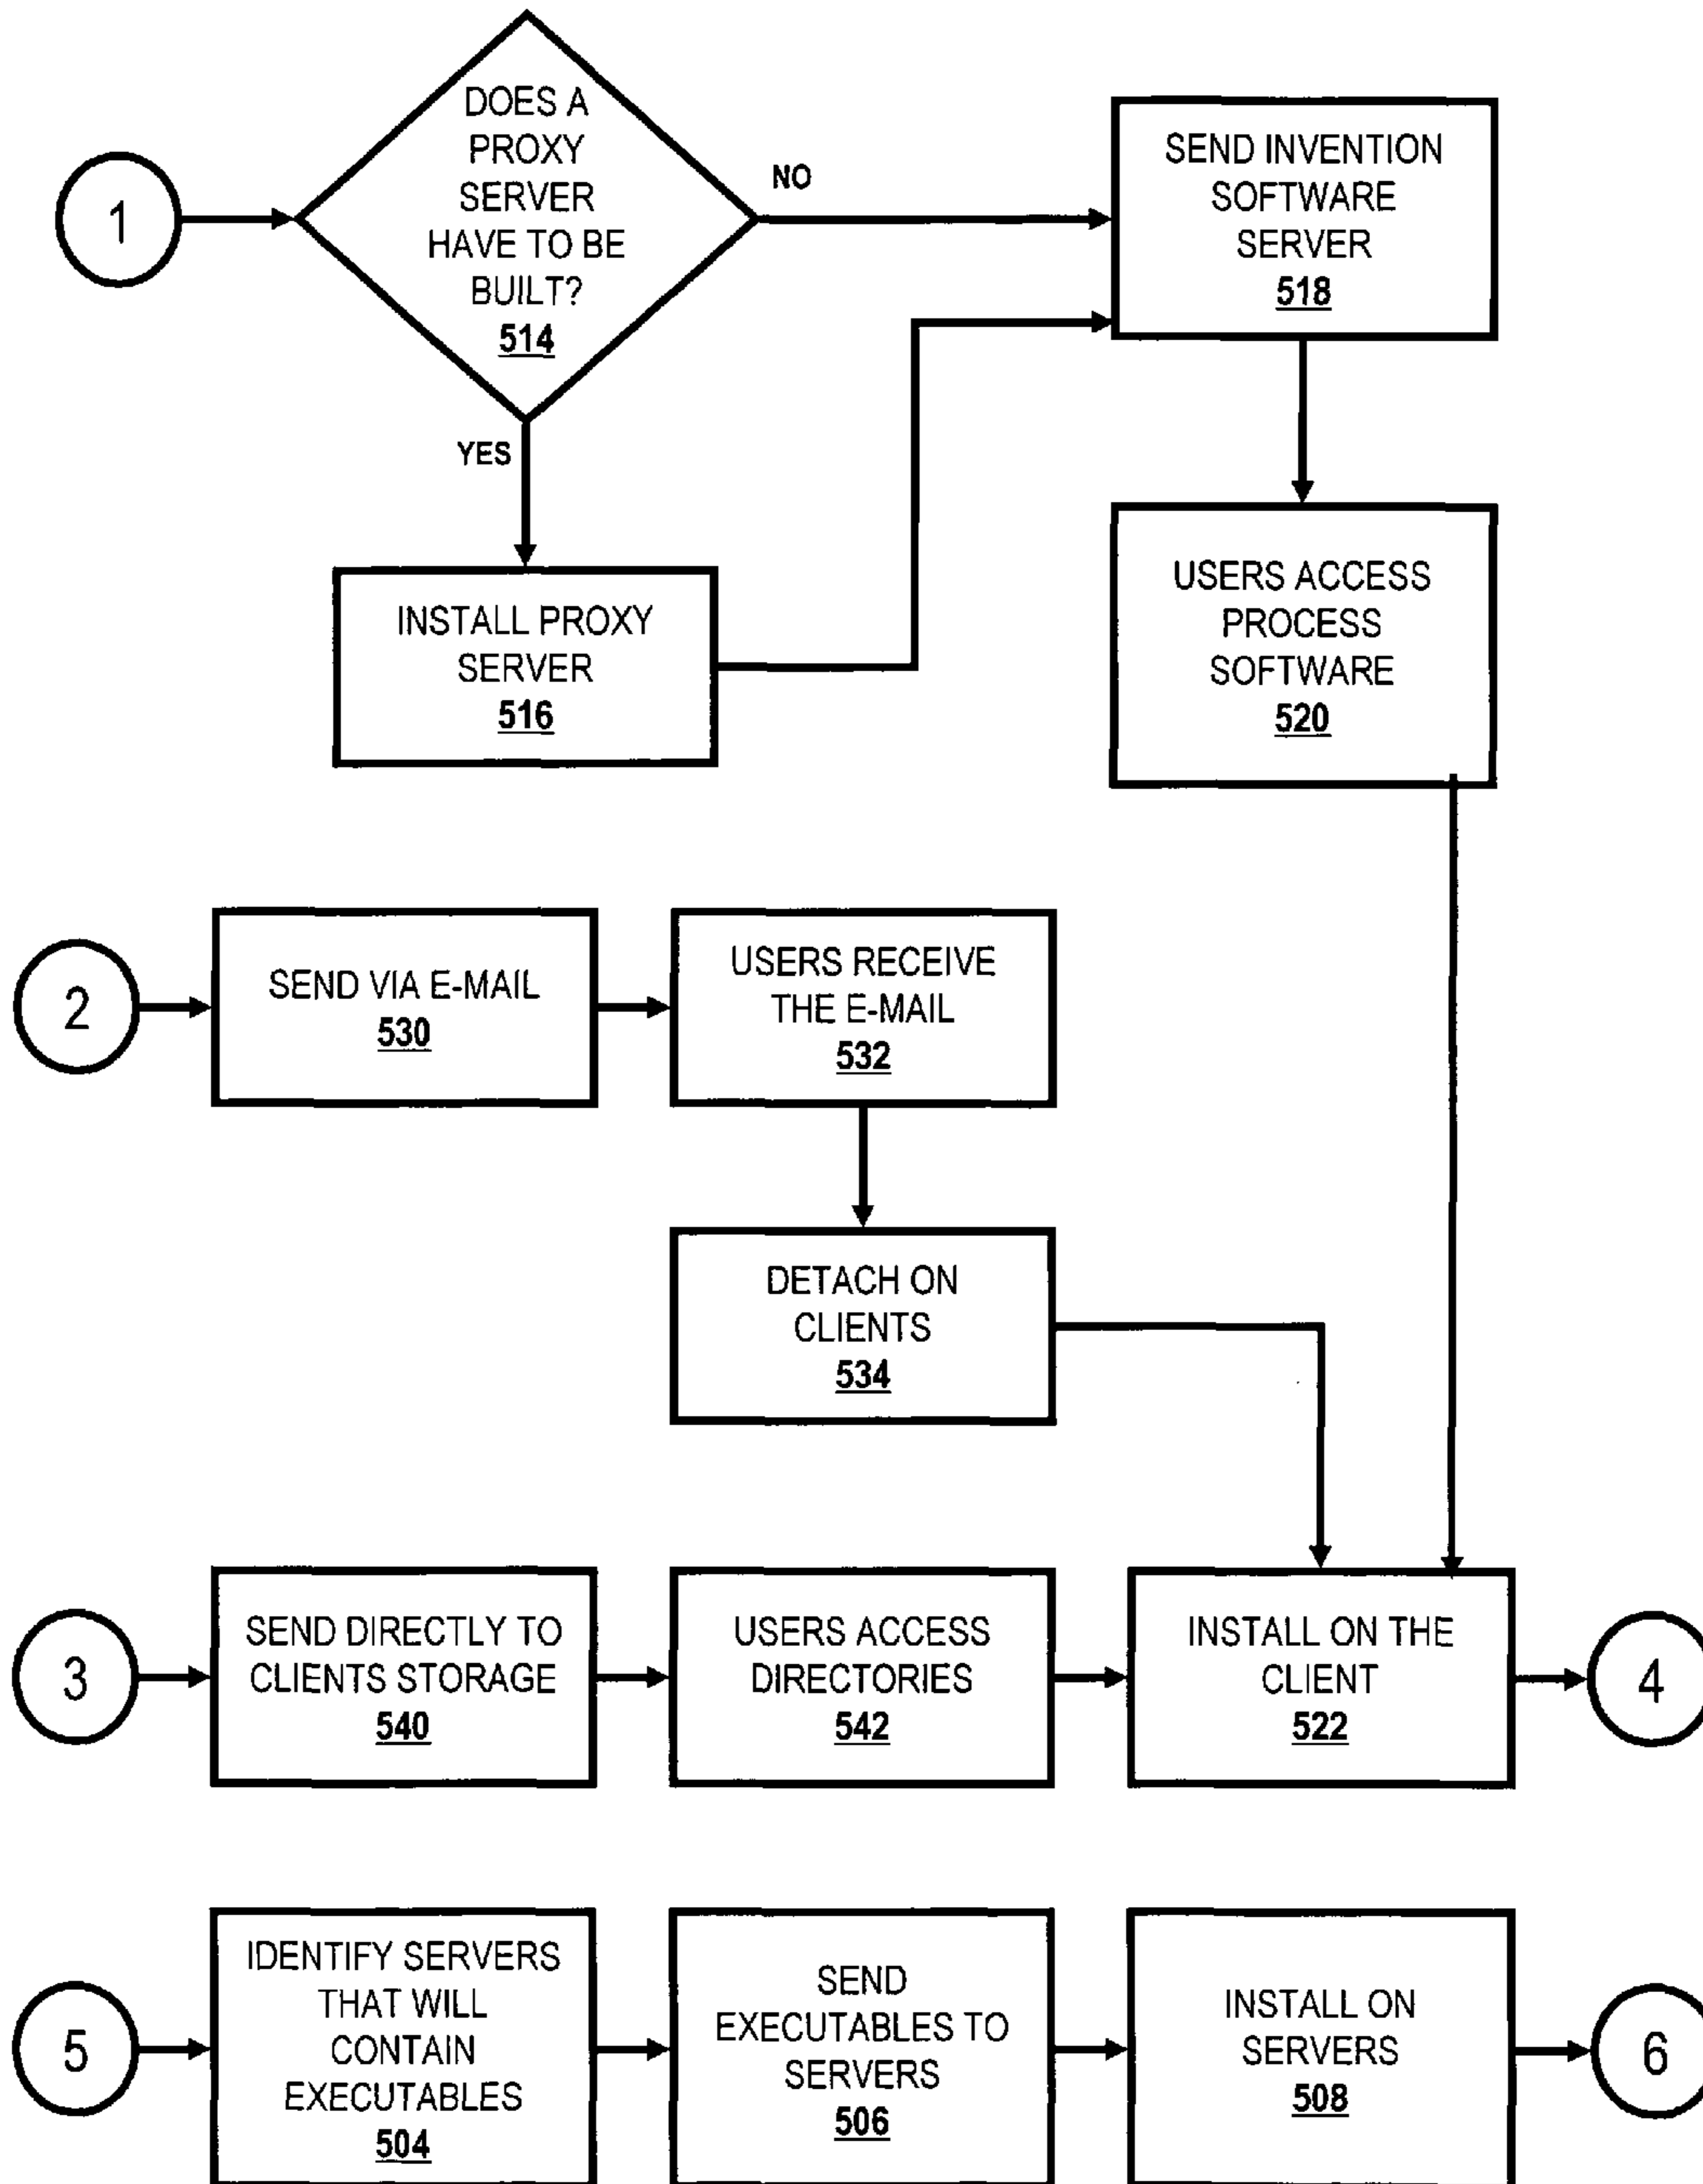 1
DOES A
PROXY
SERVER
HAVE TO BE
BUILT?
514
NO
YES
SEND INVENTION
SOFTWARE
SERVER
518
INSTALL PROXY
SERVER
516
USERS ACCESS
PROCESS
SOFTWARE
520
2
SEND VIA E-MAIL
530
USERS RECEIVE
THE E-MAIL
532
DETACH ON
CLIENTS
534
3
SEND DIRECTLY TO
CLIENTS STORAGE
540
USERS ACCESS
DIRECTORIES
542
INSTALL ON THE
CLIENT
522
4
5
IDENTIFY SERVERS
THAT WILL
CONTAIN
EXECUTABLES
504
SEND
EXECUTABLES TO
SERVERS
506
INSTALL ON
SERVERS
508
6